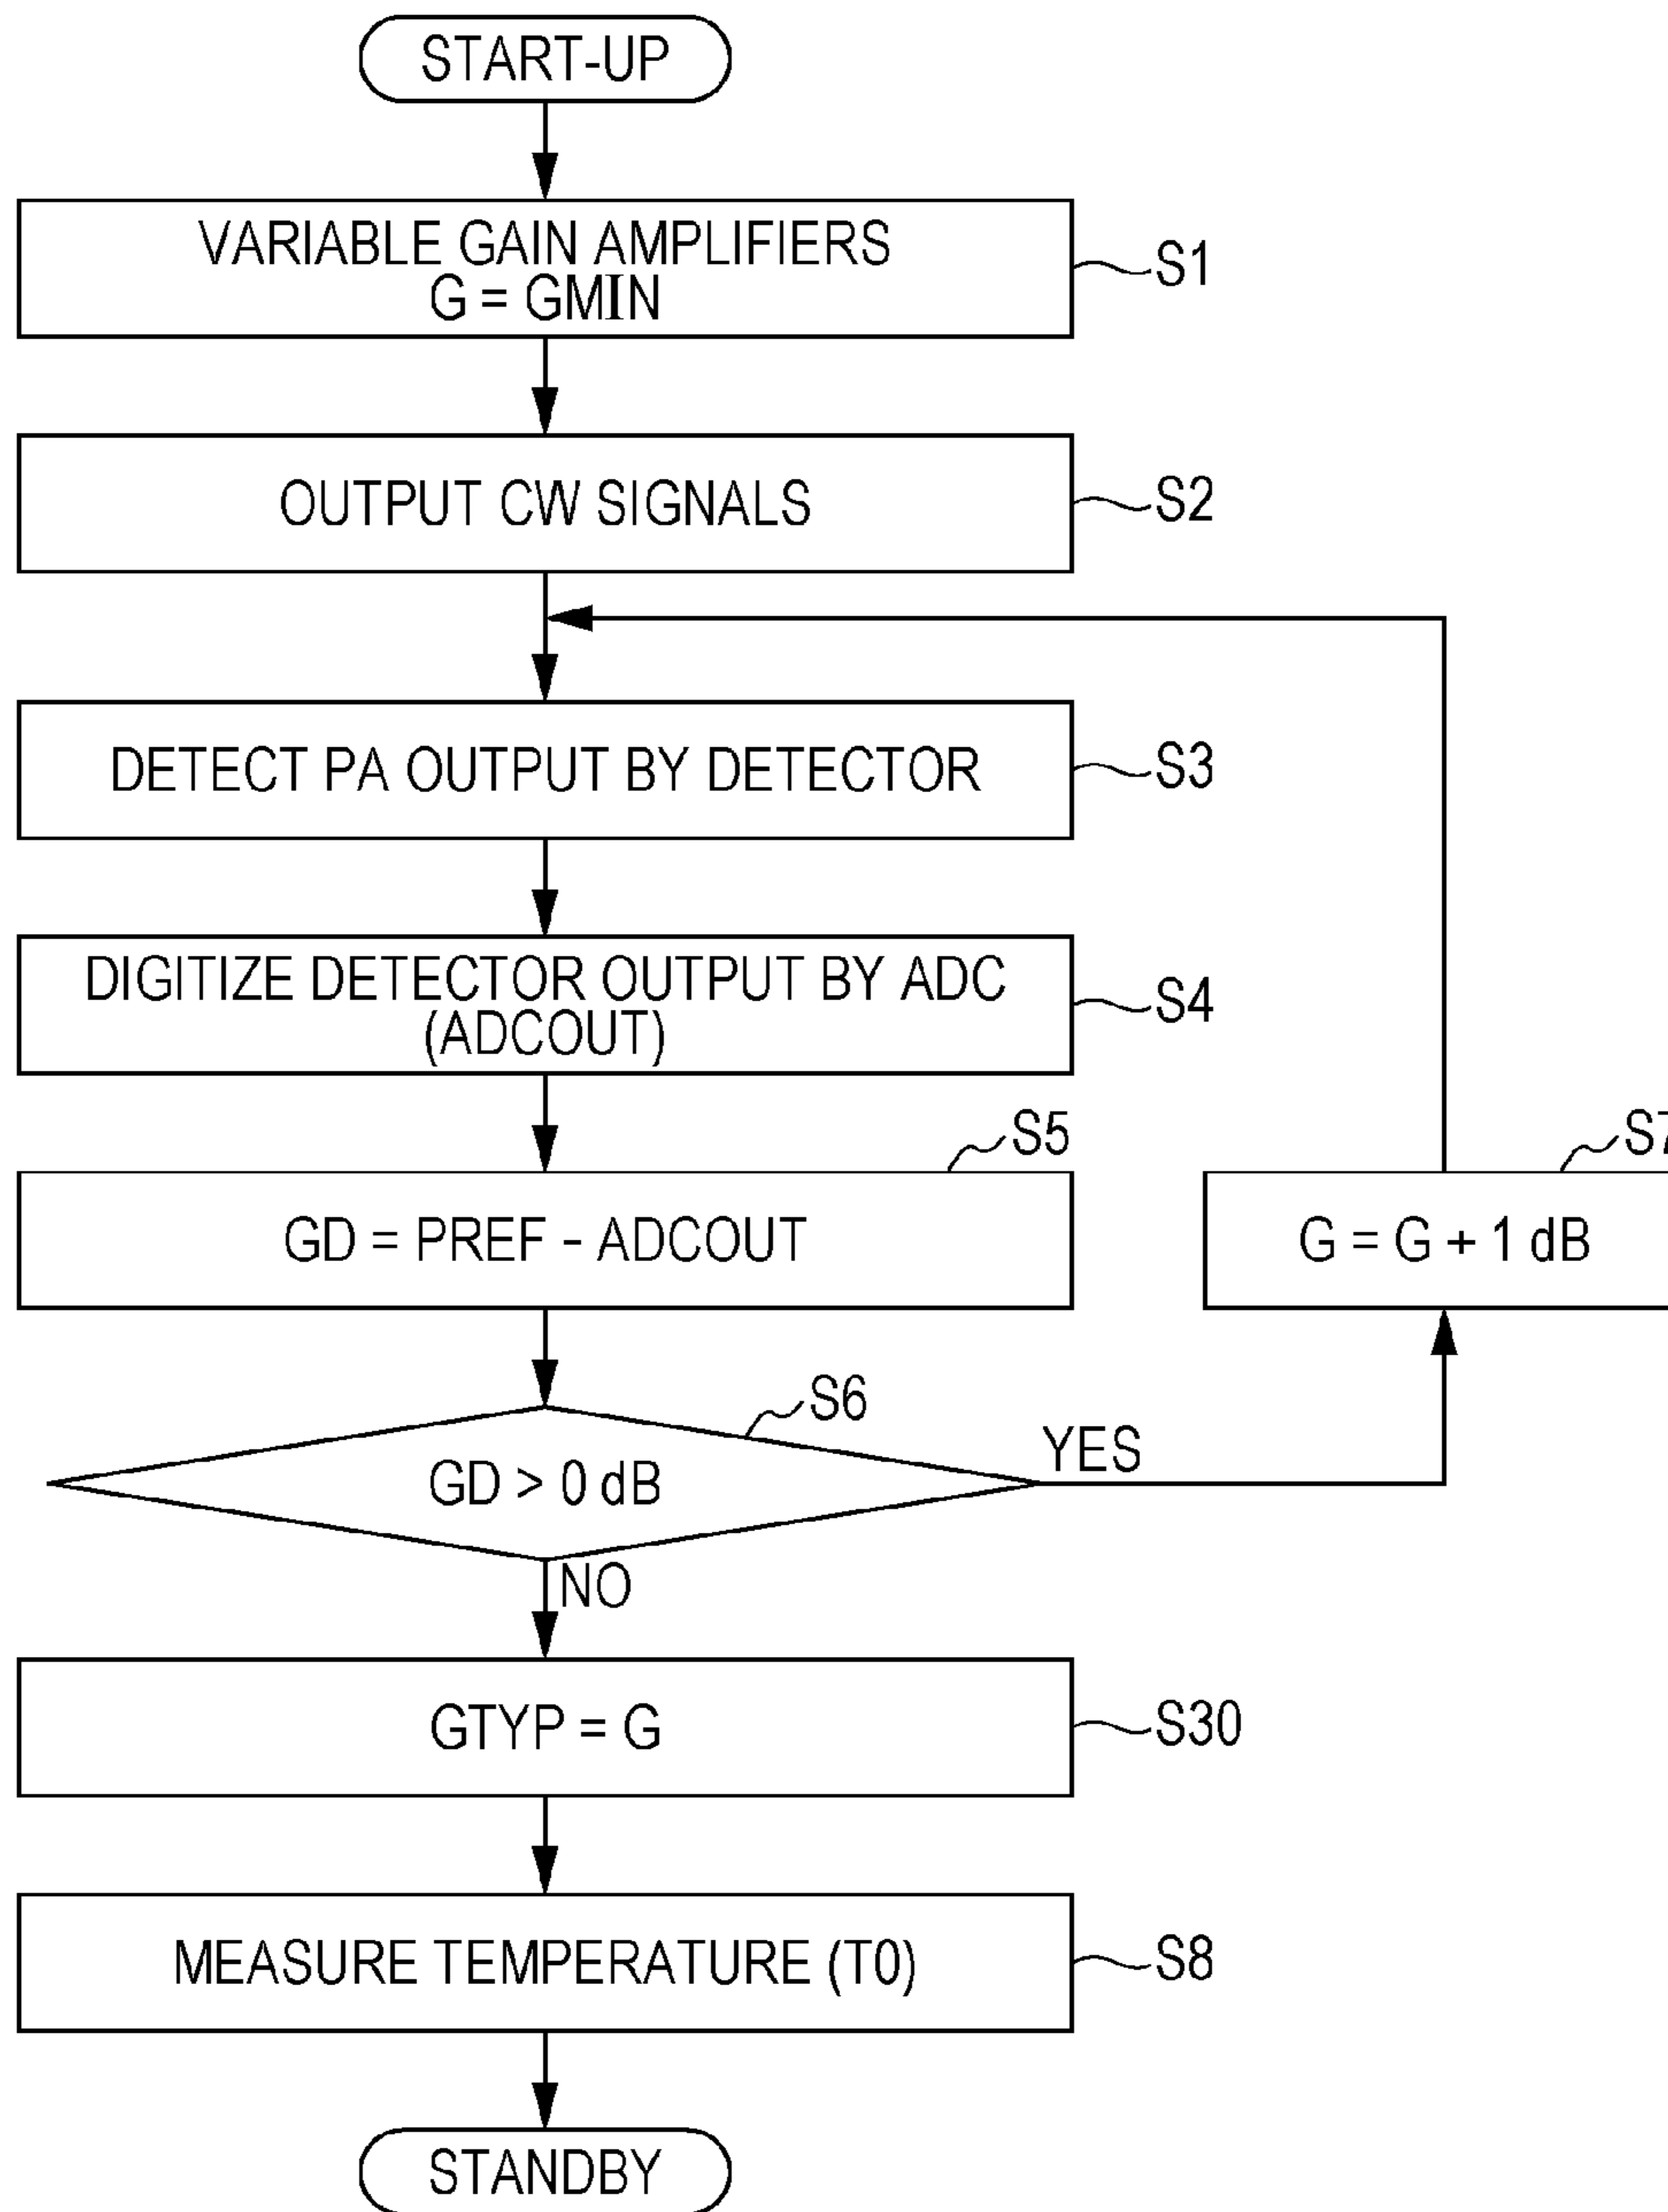 START-UP
VARIABLE GAIN AMPLIFIERS
G = GMIN
S1
OUTPUT CW SIGNALS
S2
DETECT PA OUTPUT BY DETECTOR
S3
DIGITIZE DETECTOR OUTPUT BY ADC
(ADCOUT)
S4
S5
GD = PREF - ADCOUT
S7
G = G + 1 dB
S6
GD > 0 dB
YES
NO
GTYP = G
S30
MEASURE TEMPERATURE (T0)
S8
STANDBY